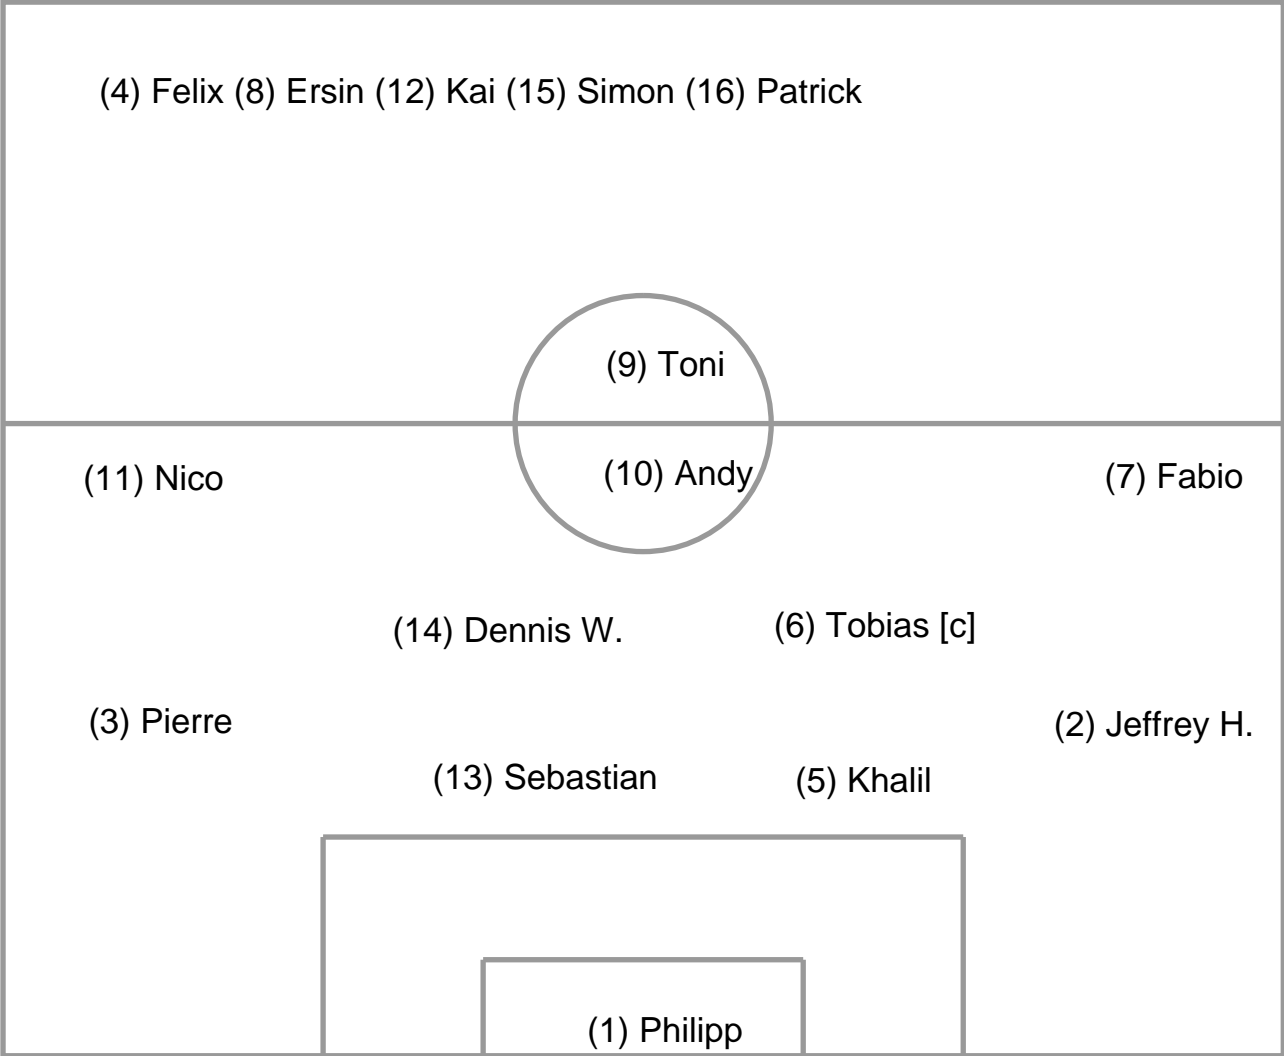 (4) Felix (8) Ersin (12) Kai (15) Simon (16) Patrick
(9) Toni
(11) Nico
(10) Andy
(7) Fabio
(14) Dennis W.
(6) Tobias [c]
(3) Pierre
(2) Jeffrey H.
(13) Sebastian
(5) Khalil
(1) Philipp